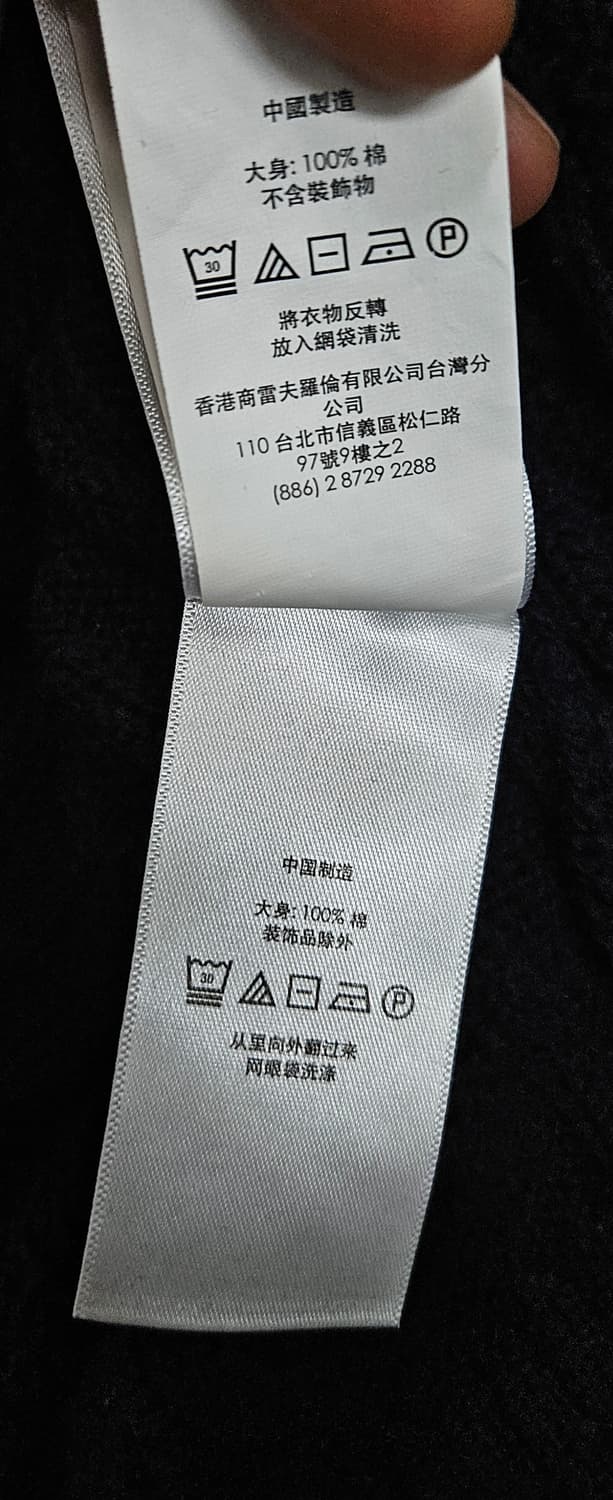 中國製造
大身: 100% 棉
不含裝飾物
30
P
將衣物反轉
放入網袋清洗
香港商雷夫羅倫有限公司台灣分
公司
110 台北市信義區松仁路
97號9樓之2
(886) 2 8729 2288
中国制造
大身: 100% 棉
装饰品除外
30
P
从里向外翻过来
网眼袋洗涤